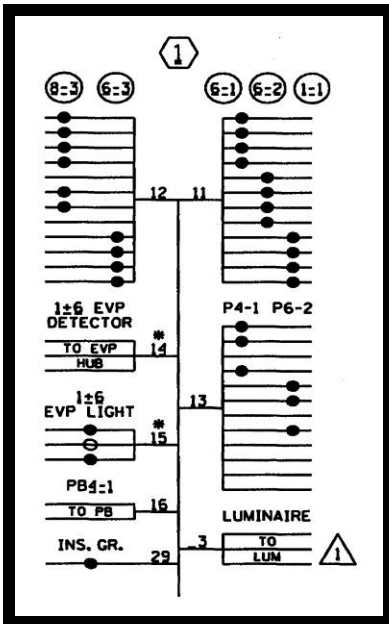 1
8=3 6=3 6=1 6=2 1=1
12 11
1±6 EVP
DETECTOR
P4-1 P6-2
TO EVP
HUB
*
14
1±6
EVP LIGHT
13
*
15
PB4=1
TO PB
16
LUMINAIRE
INS. GR.
29
_3
TO
LUM
1